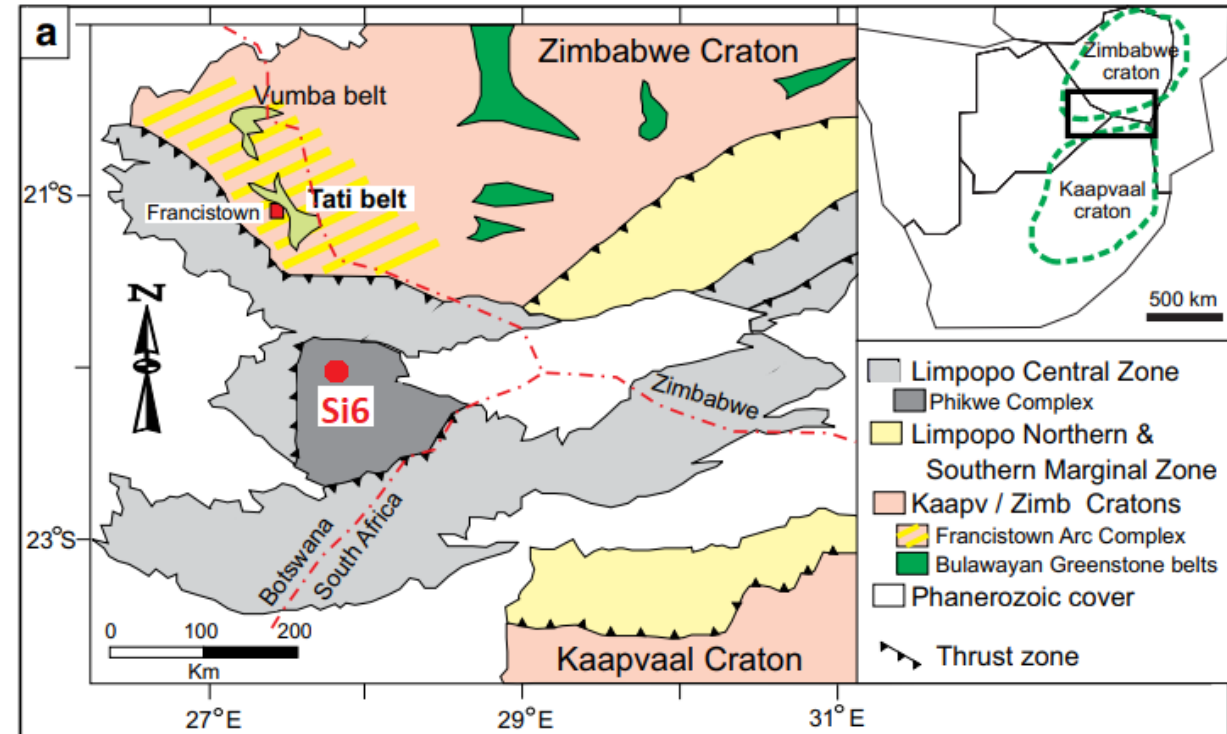 a
Zimbabwe Craton
Vumba belt
Tati belt
Francistown
21°S
23°S
N
Si6
Zimbabwe
Botswana
South Africa
0 100 200
Km
Kaapvaal Craton
27°E 29°E 31°E
Zimbabwe
craton
Kaapvaal
craton
500 km
Limpopo Central Zone
Phikwe Complex
Limpopo Northern &
Southern Marginal Zone
Kaapv / Zimb Cratons
Francistown Arc Complex
Bulawayan Greenstone belts
Phanerozoic cover
Thrust zone